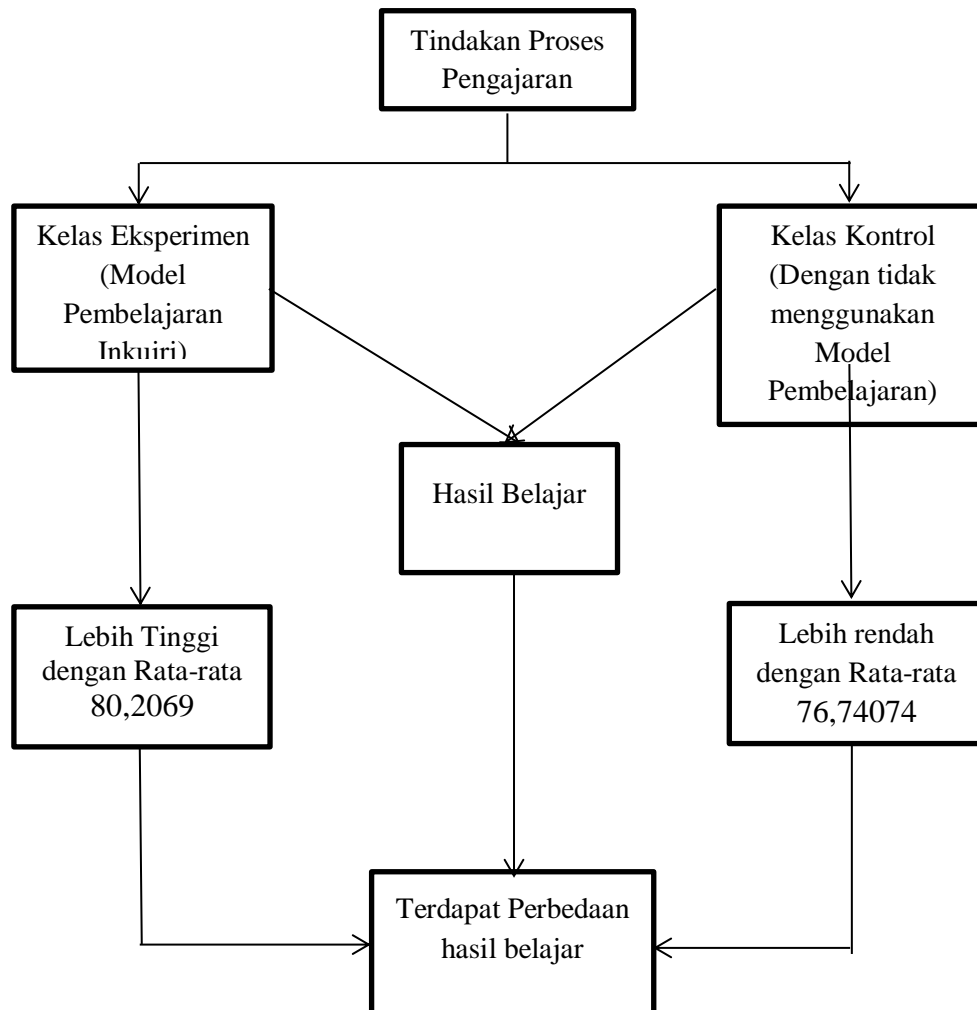 Tindakan Proses
Pengajaran
Kelas Eksperimen
(Model
Pembelajaran
Inkuiri)
Kelas Kontrol
(Dengan tidak
menggunakan
Model
Pembelajaran)
Hasil Belajar
Lebih Tinggi
dengan Rata-rata
80,2069
Lebih rendah
dengan Rata-rata
76,74074
Terdapat Perbedaan
hasil belajar